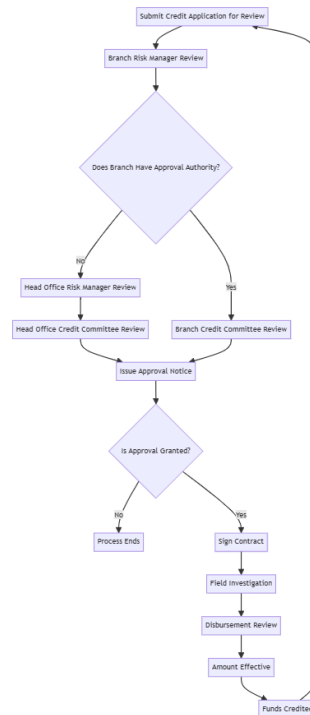 Submit Credit Application for Review
Branch Risk Manager Review
Does Branch Have Approval Authority?
No
Yes
Head Office Risk Manager Review
Head Office Credit Committee Review
Branch Credit Committee Review
Issue Approval Notice
Is Approval Granted?
No
Yes
Process Ends
Sign Contract
Field Investigation
Disbursement Review
Amount Effective
Funds Credited